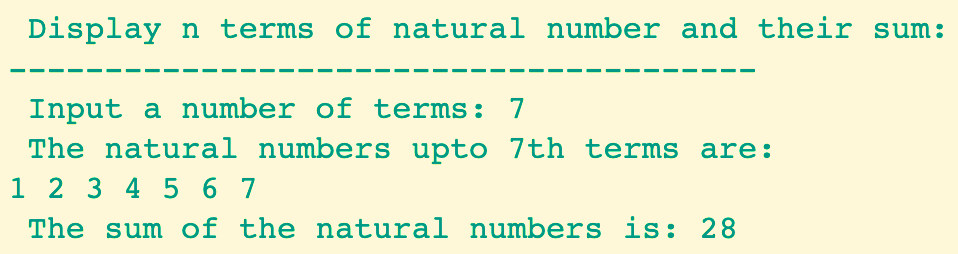 Display n terms of natural number and their sum:
---------------------------------------
Input a number of terms: 7
The natural numbers upto 7th terms are:
1 2 3 4 5 6 7
The sum of the natural numbers is: 28